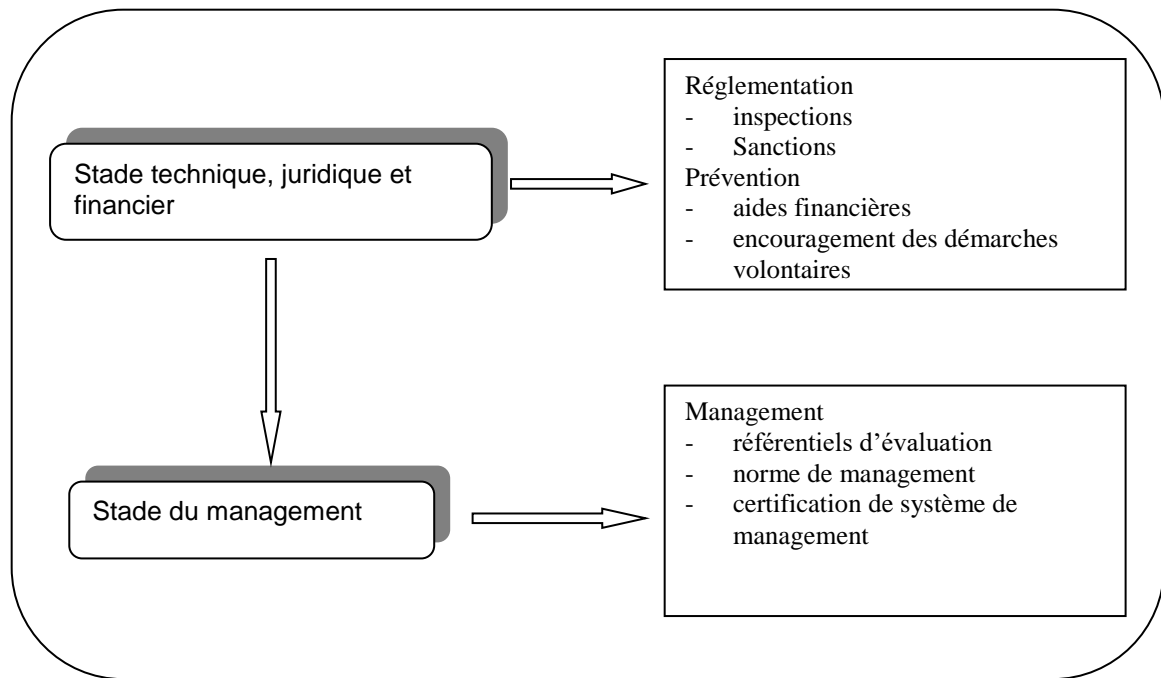 Stade technique, juridique et
financier
Réglementation
- inspections
- Sanctions
Prévention
- aides financières
- encouragement des démarches
volontaires
Stade du management
Management
- référentiels d’évaluation
- norme de management
- certification de système de
management